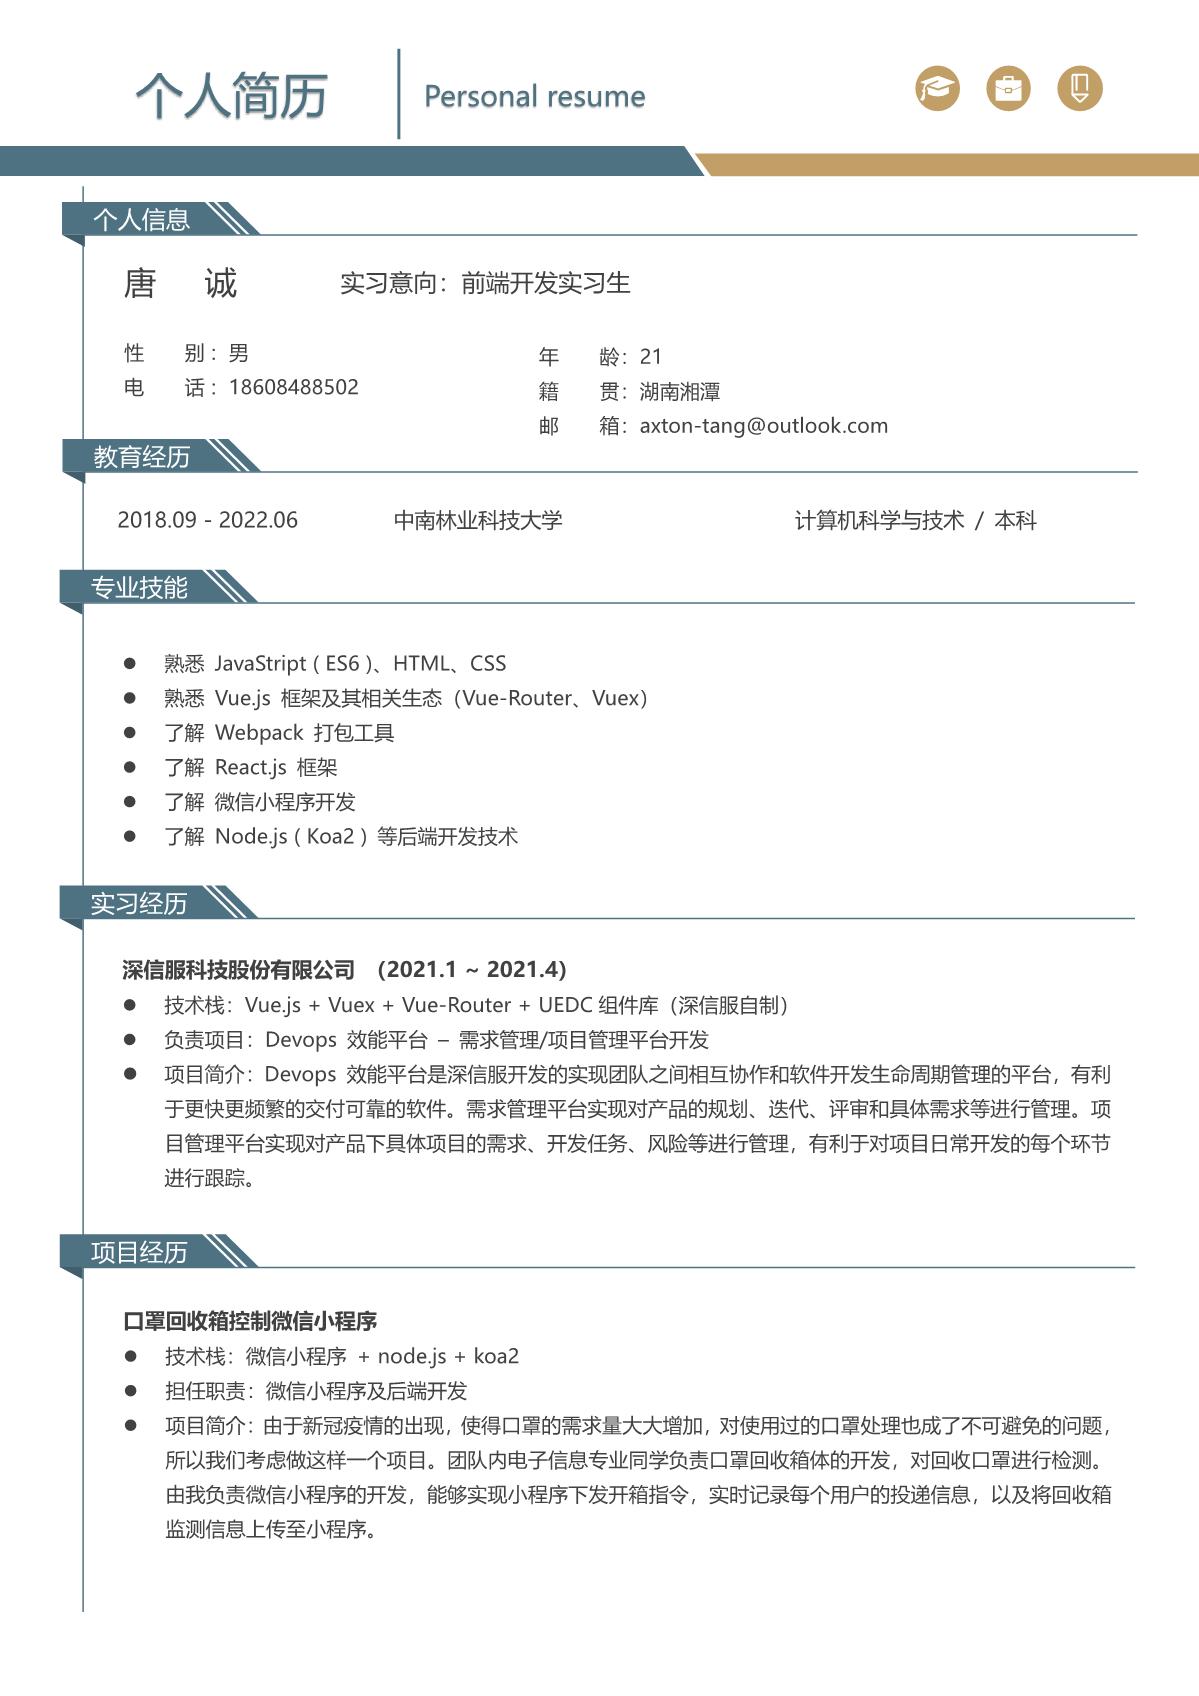 个人简历
Personal resume
个人信息
唐 诚 实习意向：前端开发实习生
性 别：男
年 龄：21
电 话：18608488502
籍 贯：湖南湘潭
邮 箱：axton-tang@outlook.com
教育经历
2018.09 - 2022.06 中南林业科技大学 计算机科学与技术 / 本科
专业技能
● 熟悉 JavaStript ( ES6 )、HTML、CSS
● 熟悉 Vue.js 框架及其相关生态（Vue-Router、Vuex）
● 了解 Webpack 打包工具
● 了解 React.js 框架
● 了解 微信小程序开发
● 了解 Node.js ( Koa2 ) 等后端开发技术
实习经历
深信服科技股份有限公司 （2021.1 ~ 2021.4）
● 技术栈：Vue.js + Vuex + Vue-Router + UEDC 组件库（深信服自制）
● 负责项目：Devops 效能平台 – 需求管理/项目管理平台开发
● 项目简介：Devops 效能平台是深信服开发的实现团队之间相互协作和软件开发生命周期管理的平台，有利
于更快更频繁的交付可靠的软件。需求管理平台实现对产品的规划、迭代、评审和具体需求等进行管理。项
目管理平台实现对产品下具体项目的需求、开发任务、风险等进行管理，有利于对项目日常开发的每个环节
进行跟踪。
项目经历
口罩回收箱控制微信小程序
● 技术栈：微信小程序 + node.js + koa2
● 担任职责：微信小程序及后端开发
● 项目简介：由于新冠疫情的出现，使得口罩的需求量大大增加，对使用过的口罩处理也成了不可避免的问题，
所以我们考虑做这样一个项目。团队内电子信息专业同学负责口罩回收箱体的开发，对回收口罩进行检测。
由我负责微信小程序的开发，能够实现小程序下发开箱指令，实时记录每个用户的投递信息，以及将回收箱
监测信息上传至小程序。